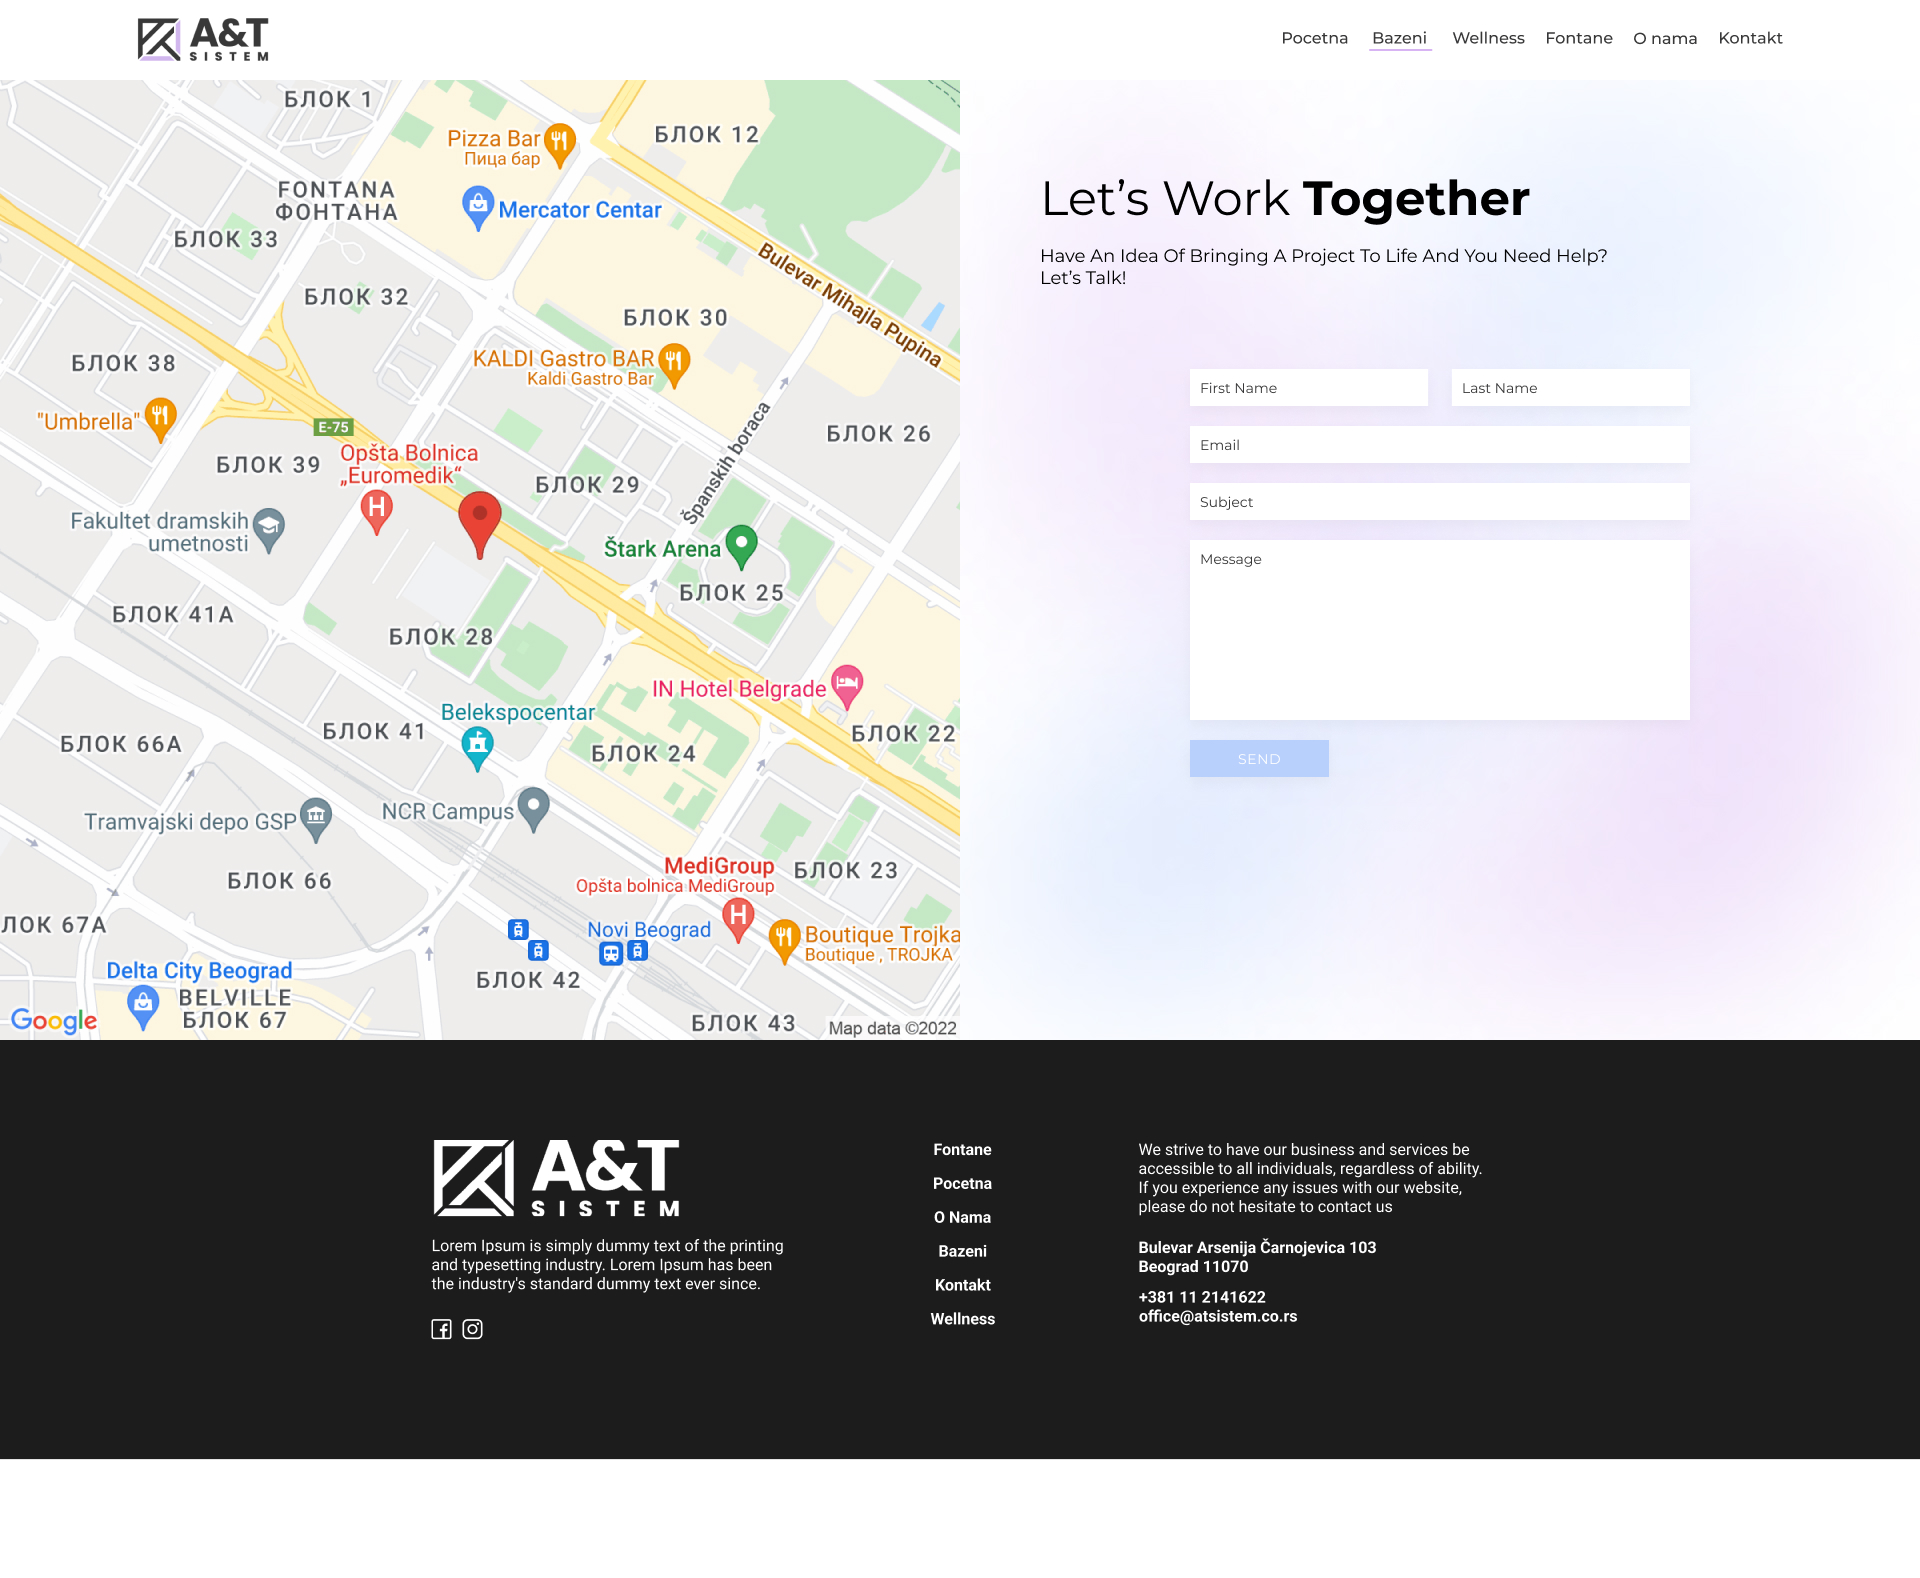 A&T
SISTEM
Pocetna
Bazeni
Wellness
Fontane
O nama
Kontakt
БЛОК 1
Pizza Bar
Пица бар
БЛОК 12
FONTANA
ФОНТАНА
Mercator Centar
БЛОК 33
Bulevar Mihajla Pupina
БЛОК 32
БЛОК 30
БЛОК 38
KALDI Gastro BAR
Kaldi Gastro Bar
"Umbrella"
E-75
БЛОК 26
Opšta Bolnica
„Euromedik“
БЛОК 39
БЛОК 29
Španskih boraca
Fakultet dramskih
umetnosti
Štark Arena
БЛОК 25
БЛОК 41А
БЛОК 28
IN Hotel Belgrade
Belekspocentar
БЛОК 41
БЛОК 22
БЛОК 66А
БЛОК 24
Tramvajski depo GSP
NCR Campus
MediGroup
Opšta bolnica MediGroup
БЛОК 23
БЛОК 66
ЛОК 67А
Novi Beograd
Boutique Trojka
Boutique , TROJKA
Delta City Beograd
БЛОК 42
BELVILLE
БЛОК 67
Google
БЛОК 43
Map data ©2022
Let’s Work Together
Have An Idea Of Bringing A Project To Life And You Need Help?
Let’s Talk!
First Name
Last Name
Email
Subject
Message
SEND
A&T
SISTEM
Lorem Ipsum is simply dummy text of the printing
and typesetting industry. Lorem Ipsum has been
the industry's standard dummy text ever since.
Fontane
Pocetna
O Nama
Bazeni
Kontakt
Wellness
We strive to have our business and services be
accessible to all individuals, regardless of ability.
If you experience any issues with our website,
please do not hesitate to contact us
Bulevar Arsenija Čarnojevica 103
Beograd 11070
+381 11 2141622
office@atsistem.co.rs